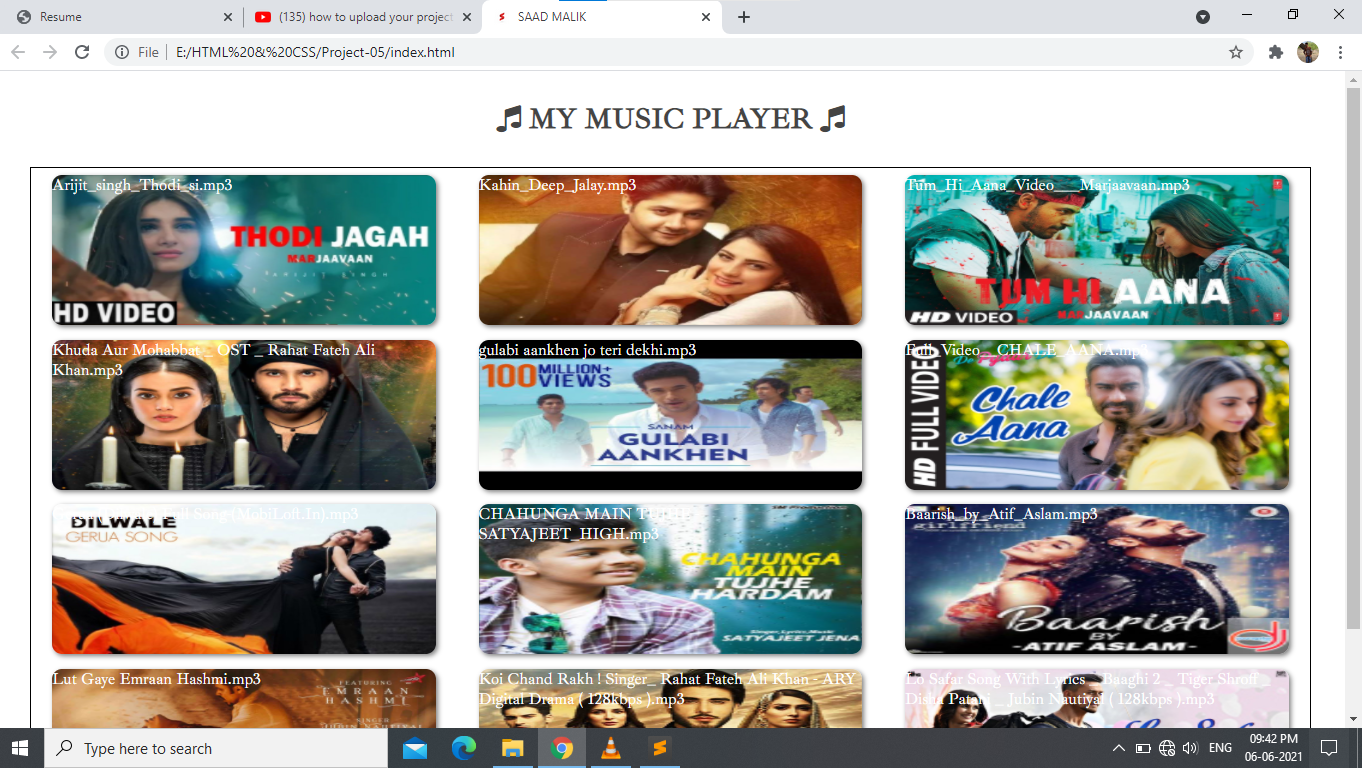 Resume
(135) how to upload your project
SAAD MALIK
File
E:/HTML%20&%20CSS/Project-05/index.html
MY MUSIC PLAYER
Arijit_singh_Thodi_si.mp3
THODI JAGAH
MARJAAVAAN
ARIJIT SINGH
HD VIDEO
Kahin_Deep_Jalay.mp3
Tum_Hi_Aana_Video___Marjaavaan.mp3
TUM HI AANA
MARJAAVAAN
HD VIDEO
Khuda Aur Mohabbat _ OST _ Rahat Fateh Ali
Khan.mp3
gulabi aankhen jo teri dekhi.mp3
100 MILLION+
VIEWS
SANAM
GULABI
AANKHEN
Full_Video__CHALE_AANA.mp3
HD FULL VIDEO
Chale
Aana
Song (MobiLoft.In).mp3
DILWALE
GERUA SONG
CHAHUNGA MAIN
SATYAJEET_HIGH.mp3
CHAHUNGA
MAIN
TUJHE
HARDAM
Singer,Lyrics,Music
SATYAJEET JENA
Baarish_by_Atif_Aslam.mp3
girlfriend
Baarish
BY
-ATIF ASLAM-
Lut Gaye Emraan Hashmi.mp3
FEATURING
EMRAAN
HASHMI
SINGER
JUBIN NAUTIYAL
Koi Chand Rakh ! Singer_ Rahat Fateh Ali Khan - ARY
Digital Drama ( 128kbps ).mp3
Lo Safar Song With Lyrics _ Baaghi 2 _ Tiger Shroff _
Disha Patani _ Jubin Nautiyal ( 128kbps ).mp3
Type here to search
ENG
09:42 PM
06-06-2021